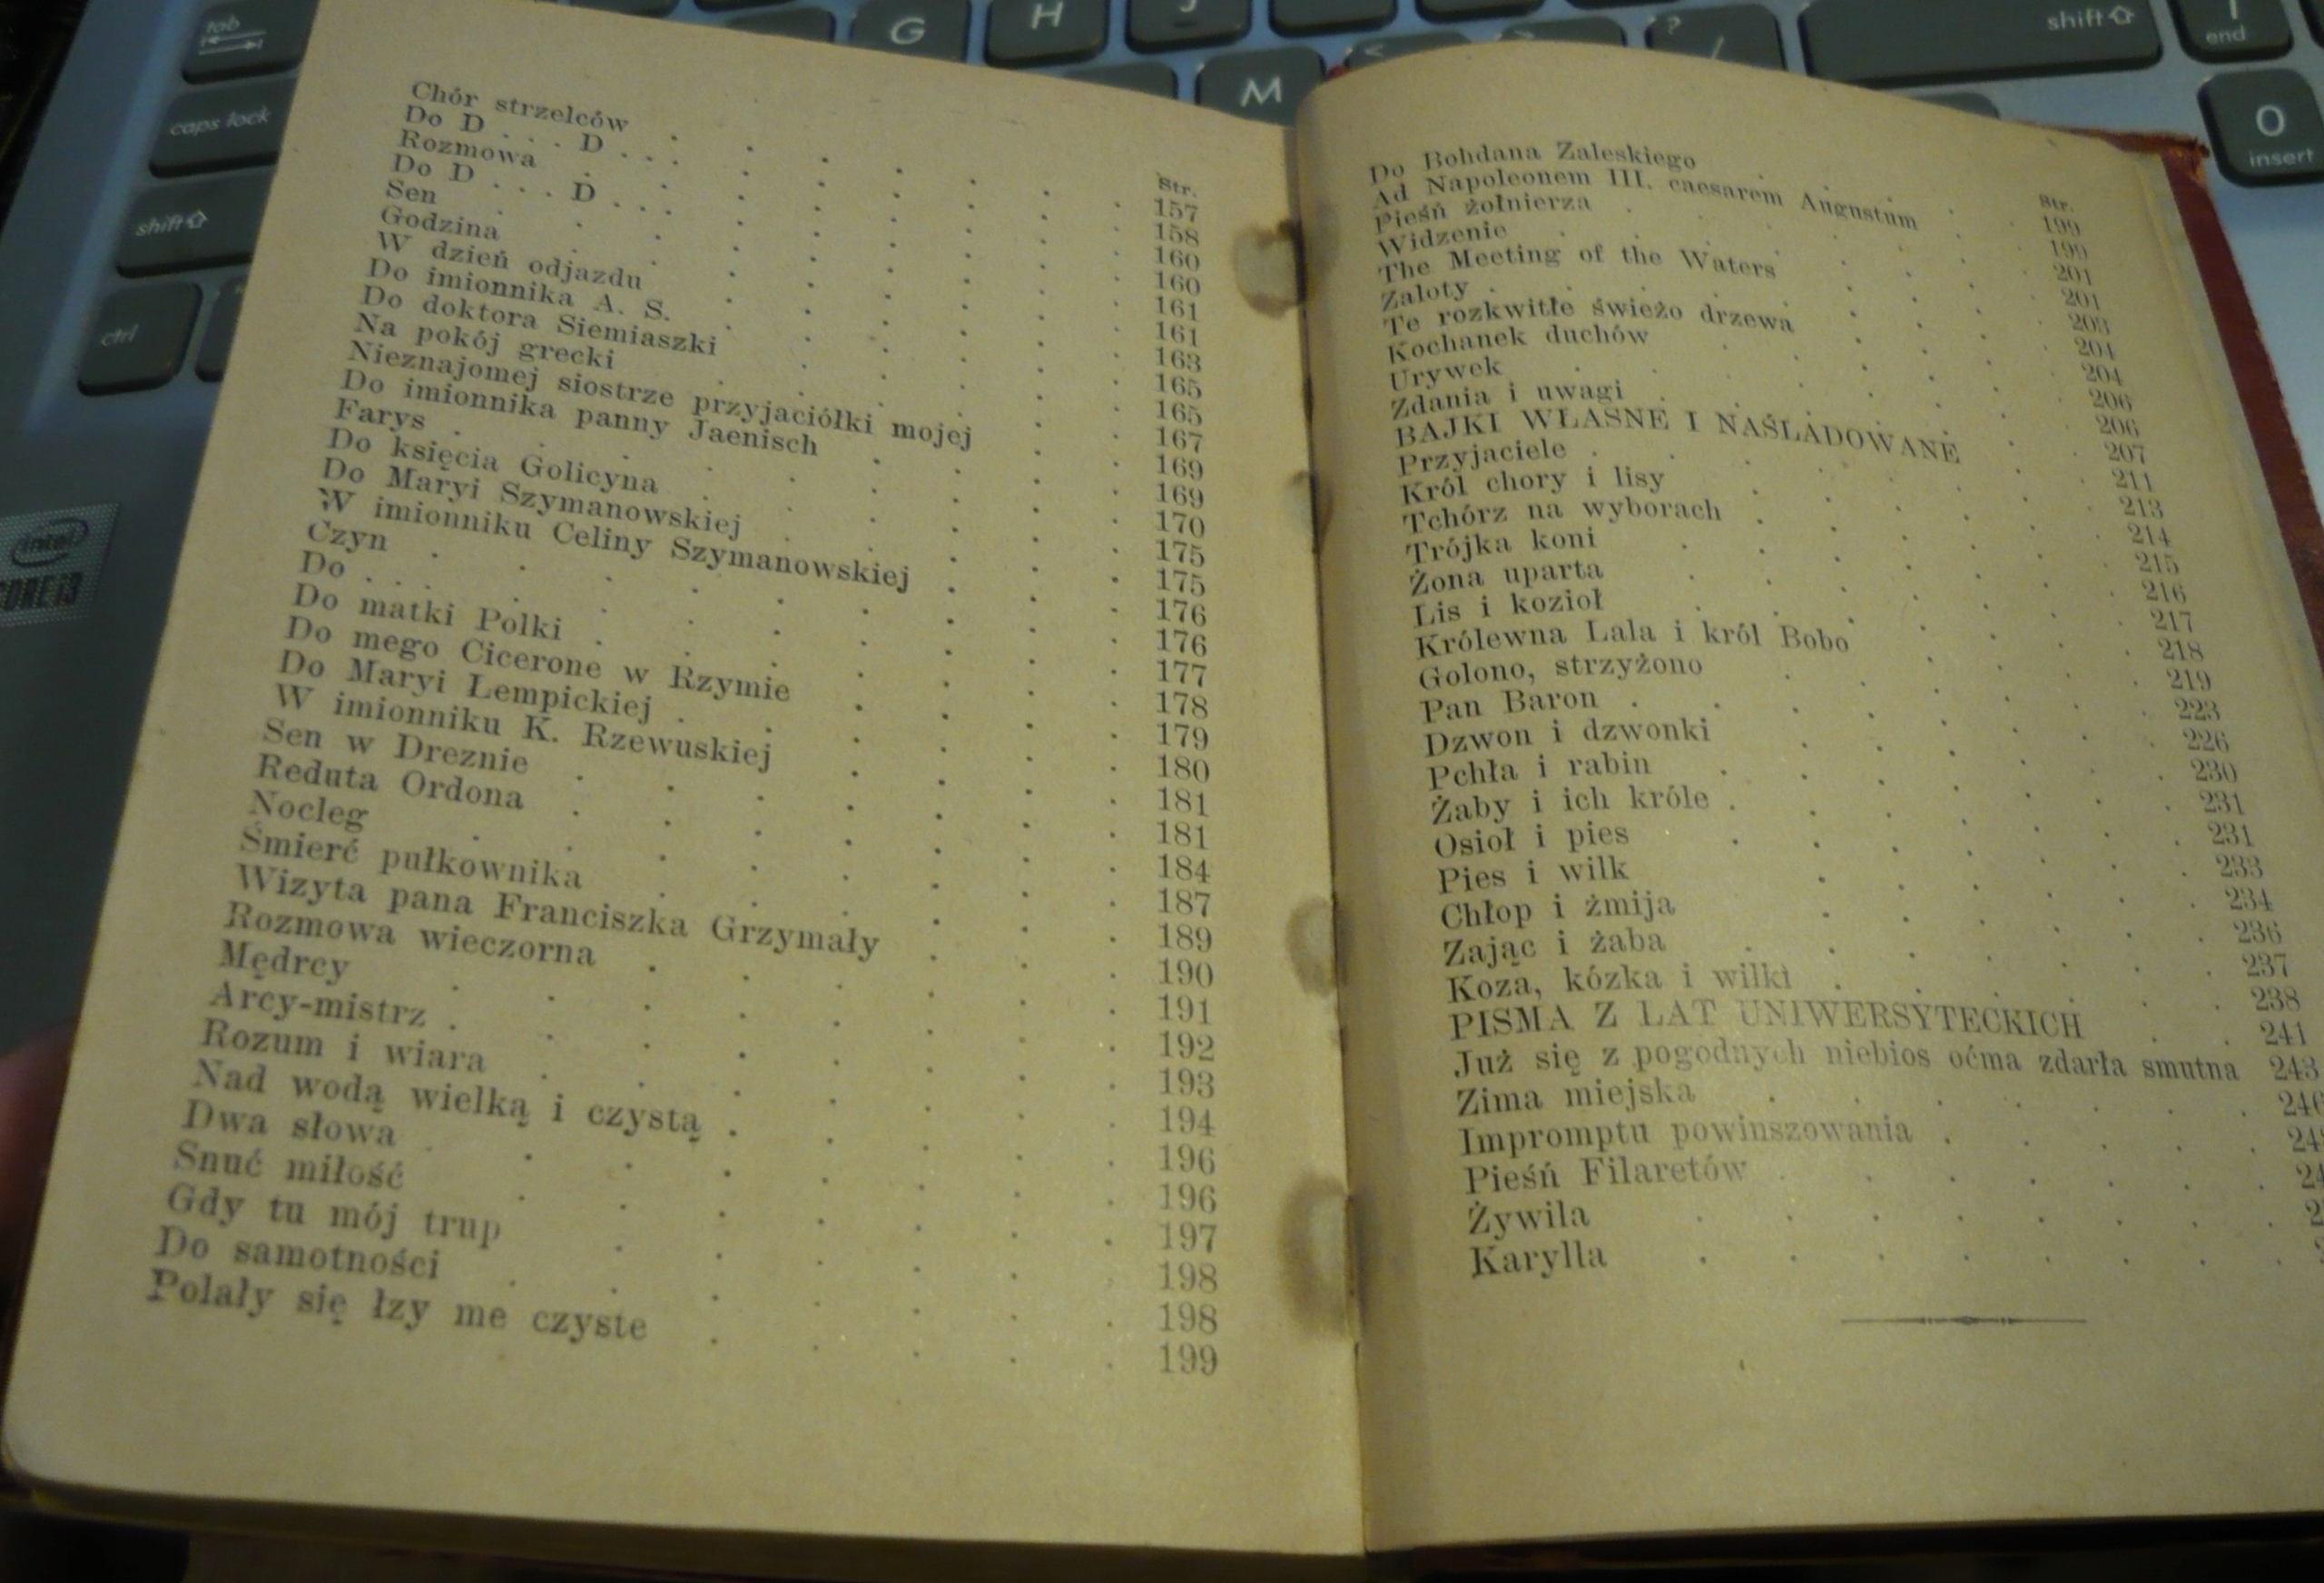 tab
caps lock
shift
ctrl
G
H
J
M
<
>
?
/
shift
end
O
insert
intel
CORE i3
Str.
Chór strzelców . . . . . . . 157
Do D . . . D . . . . . . . . 158
Rozmowa . . . . . . . . 160
Do D . . . D . . . . . . . . 160
Sen . . . . . . . . 161
Godzina . . . . . . . . 161
W dzień odjazdu . . . . . . 163
Do imionnika A. S. . . . . . . 165
Do doktora Siemiaszki . . . . . 165
Na pokój grecki . . . . . . 167
Nieznajomej siostrze przyjaciółki mojej . . 169
Do imionnika panny Jaenisch . . . . 169
Farys . . . . . . . . 170
Do księcia Golicyna . . . . . . 175
Do Maryi Szymanowskiej . . . . . 175
W imionniku Celiny Szymanowskiej . . . 176
Czyn . . . . . . . . 176
Do . . . . . . . . . 177
Do matki Polki . . . . . . . 178
Do mego Cicerone w Rzymie . . . . 179
Do Maryi Łempickiej . . . . . . 180
W imionniku K. Rzewuskiej . . . . 181
Sen w Dreznie . . . . . . . 181
Reduta Ordona . . . . . . . 184
Nocleg . . . . . . . . 187
Śmierć pułkownika . . . . . . 189
Wizyta pana Franciszka Grzymały . . . 190
Rozmowa wieczorna . . . . . . 191
Mędrcy . . . . . . . . 192
Arcy-mistrz . . . . . . . . 193
Rozum i wiara . . . . . . . 194
Nad wodą wielką i czystą . . . . . 196
Dwa słowa . . . . . . . . 196
Snuć miłość . . . . . . . 197
Gdy tu mój trup . . . . . . 198
Do samotności . . . . . . . 198
Polały się łzy me czyste . . . . . 199
Str.
Do Bohdana Zaleskiego . . . . 199
Ad Napoleonem III. caesarem Augustum . . 199
Pieśń żołnierza . . . . . . 201
Widzenie . . . . . . . 201
The Meeting of the Waters . . . . 203
Zaloty . . . . . . . 204
Te rozkwitłe świeżo drzewa . . . . 204
Kochanek duchów . . . . . . 206
Urywek . . . . . . . 206
Zdania i uwagi . . . . . . 207
BAJKI WŁASNE I NAŚLADOWANE . . 211
Przyjaciele . . . . . . . 213
Król chory i lisy . . . . . . 214
Tchórz na wyborach . . . . . . 215
Trójka koni . . . . . . 216
Żona uparta . . . . . . 217
Lis i kozioł . . . . . . 218
Królewna Lala i król Bobo . . . . 219
Golono, strzyżono . . . . . . 223
Pan Baron . . . . . . . 226
Dzwon i dzwonki . . . . . . 230
Pchła i rabin . . . . . . 231
Żaby i ich króle . . . . . . 231
Osioł i pies . . . . . . 233
Pies i wilk . . . . . . 234
Chłop i żmija . . . . . . 236
Zając i żaba . . . . . . 237
Koza, kózka i wilki . . . . . 238
PISMA Z LAT UNIWERSYTECKICH . . 241
Już się z pogodnych niebios oćma zdarła smutna 243
Zima miejska . . . . . . .
Impromptu powinszowania . . . . .
Pieśń Filaretów . . . . . . .
Żywila . . . . . . . .
Karylla . . . . . . . .